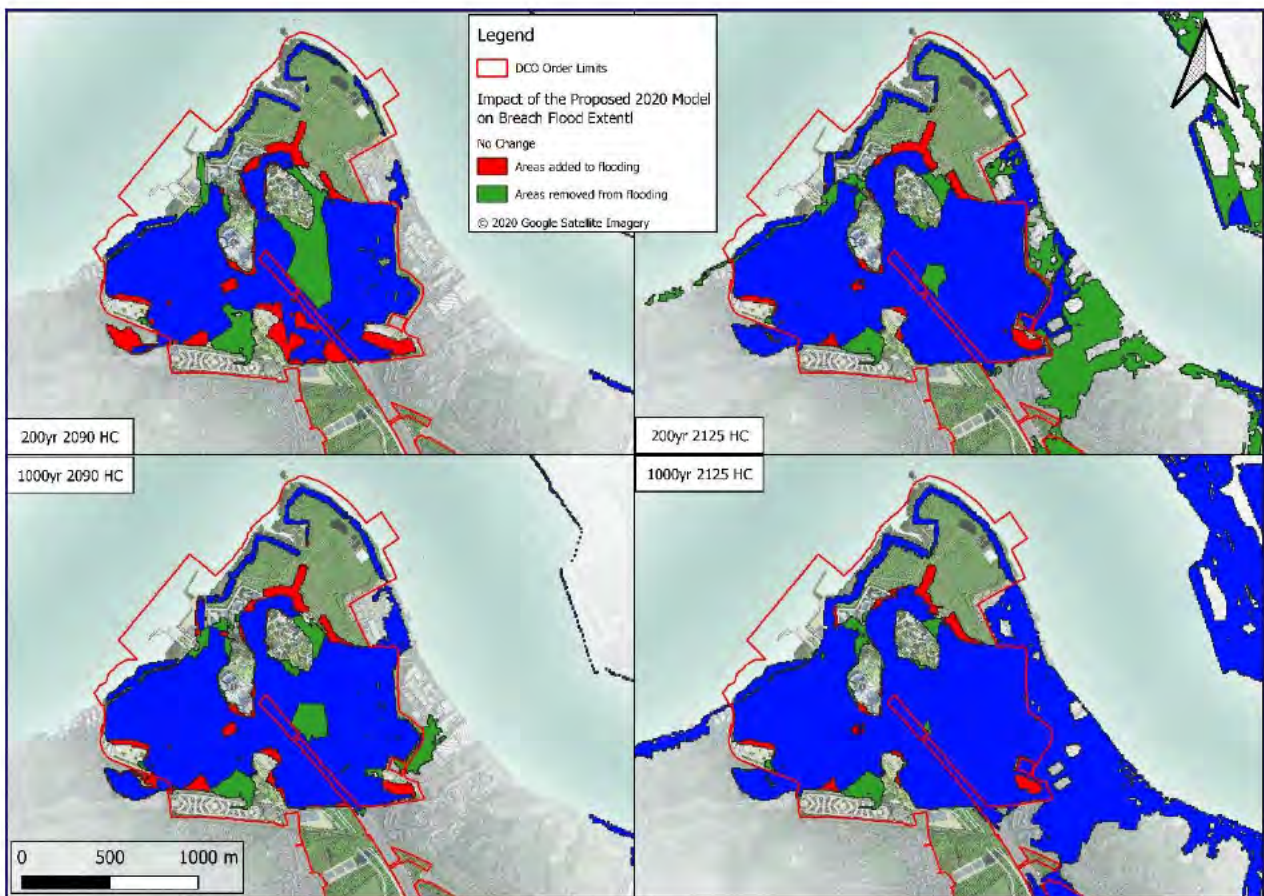 Legend
DCO Order Limits
Impact of the Proposed 2020 Model
on Breach Flood Extentl
No Change
Areas added to flooding
Areas removed from flooding
© 2020 Google Satellite Imagery
200yr 2090 HC
200yr 2125 HC
1000yr 2090 HC
1000yr 2125 HC
0 500 1000 m